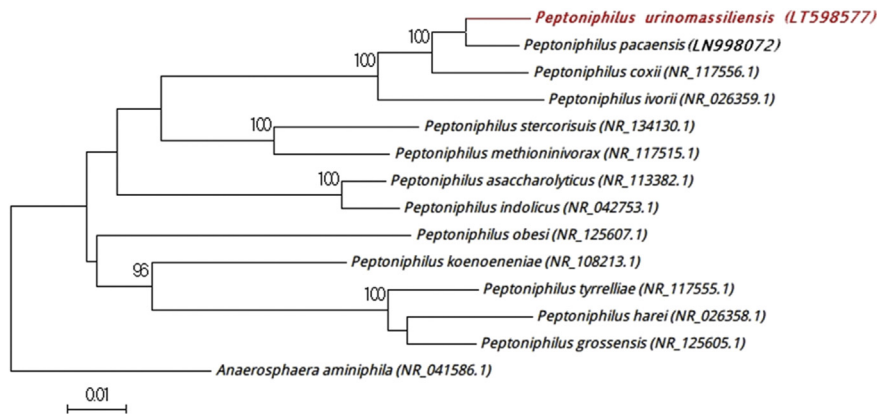 Peptoniphilus urinomassiliensis (LT598577)
100
Peptoniphilus pacaensis (LN998072)
100
Peptoniphilus coxii (NR_117556.1)
Peptoniphilus ivorii (NR_026359.1)
100
Peptoniphilus stercorisuis (NR_134130.1)
Peptoniphilus methioninivorax (NR_117515.1)
100
Peptoniphilus asaccharolyticus (NR_113382.1)
Peptoniphilus indolicus (NR_042753.1)
Peptoniphilus obesi (NR_125607.1)
96
Peptoniphilus koenoeneniae (NR_108213.1)
100
Peptoniphilus tyrrelliae (NR_117555.1)
Peptoniphilus harei (NR_026358.1)
Peptoniphilus grossensis (NR_125605.1)
Anaerosphaera aminiphila (NR_041586.1)
0.01